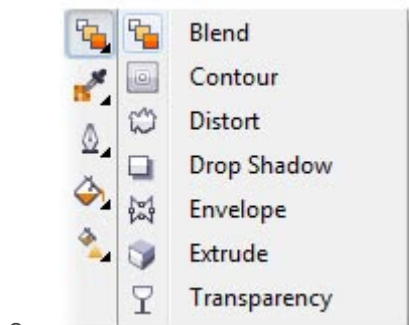 Blend
Contour
Distort
Drop Shadow
Envelope
Extrude
Transparency